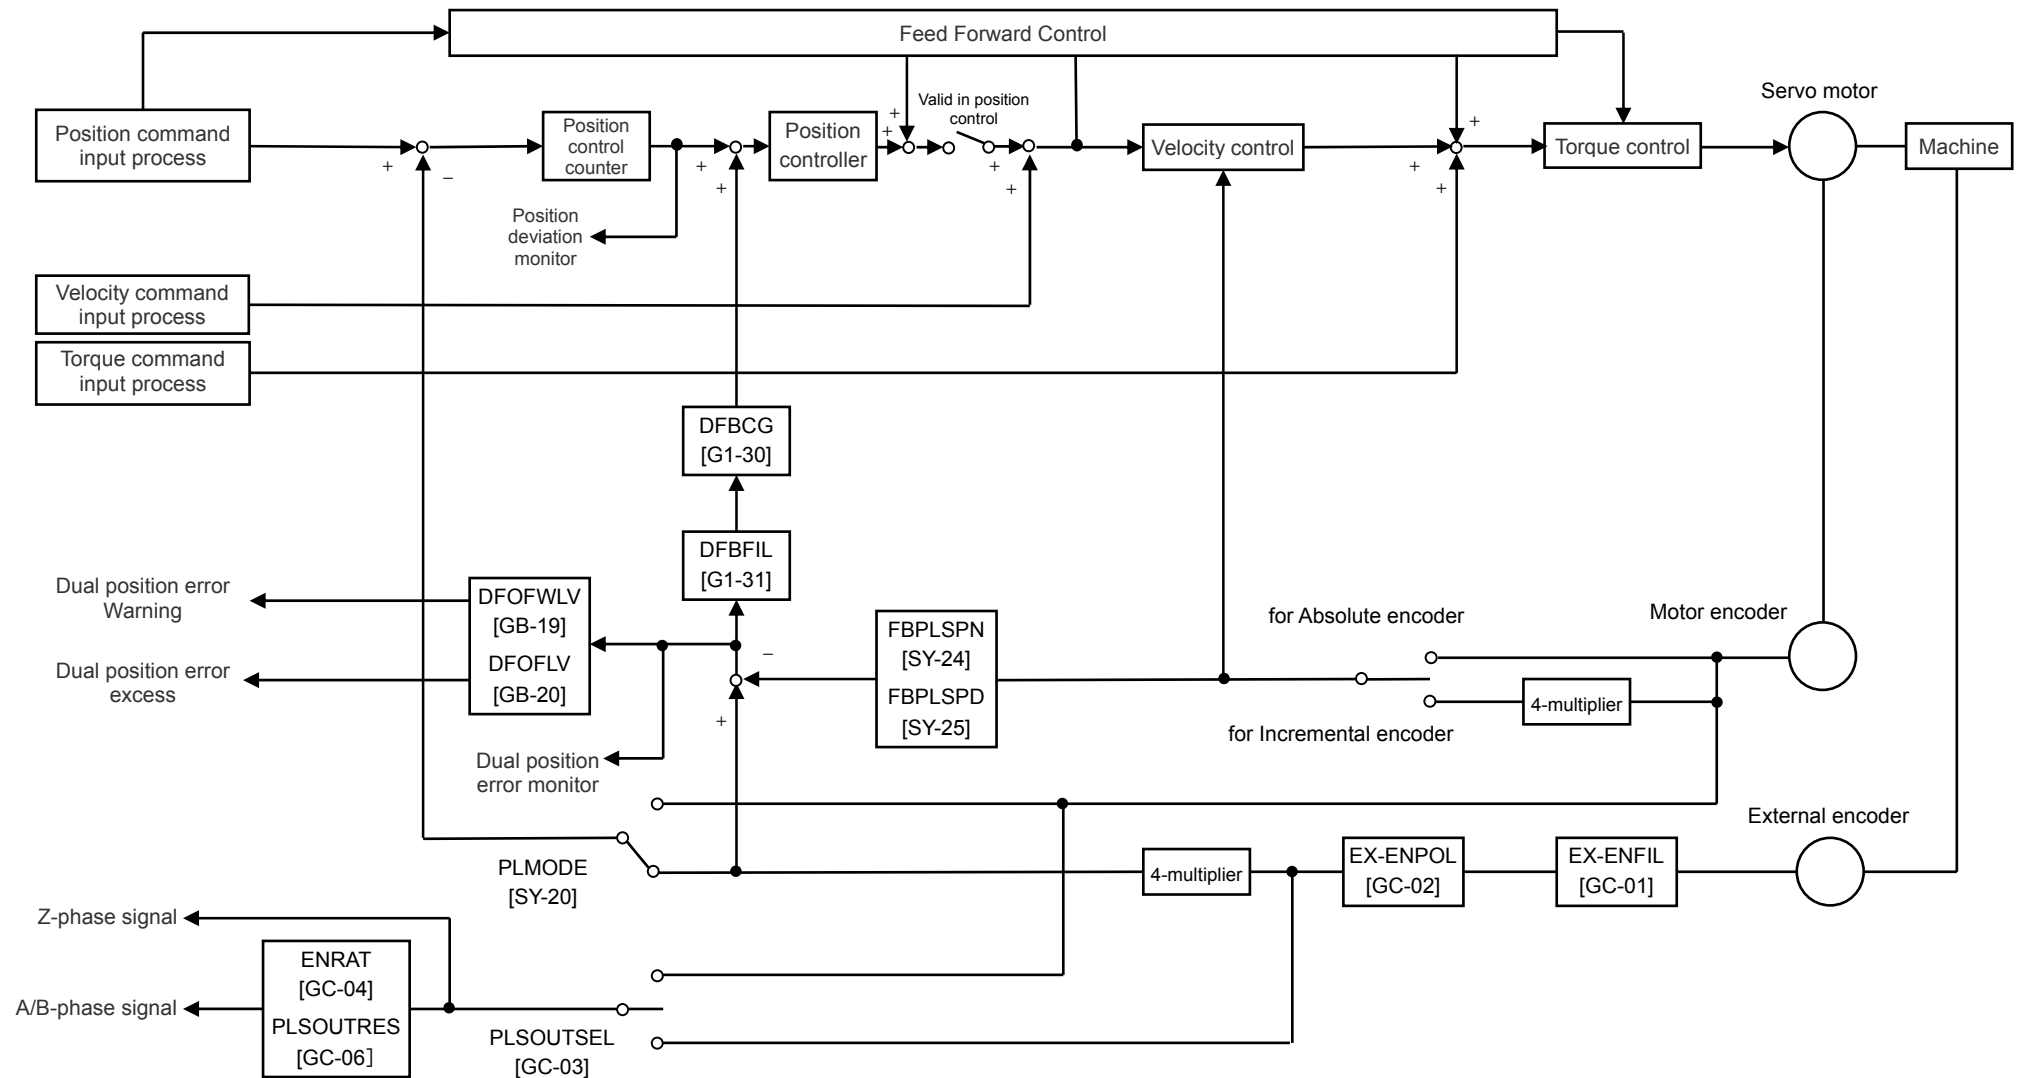 Feed Forward Control
Servo motor
Valid in position
control
Position command
input process
Position
control
counter
Position
controller
Velocity control
Torque control
Machine
+
−
+
+
+
+
+
+
+
+
+
Position
deviation
monitor
Velocity command
input process
Torque command
input process
DFBCG
[G1-30]
DFBFIL
[G1-31]
Dual position error
Warning
DFOFWLV
[GB-19]
DFOFLV
[GB-20]
Dual position error
excess
−
+
FBPLSPN
[SY-24]
FBPLSPD
[SY-25]
for Absolute encoder
Motor encoder
4-multiplier
for Incremental encoder
Dual position
error monitor
External encoder
PLMODE
[SY-20]
4-multiplier
EX-ENPOL
[GC-02]
EX-ENFIL
[GC-01]
Z-phase signal
A/B-phase signal
ENRAT
[GC-04]
PLSOUTRES
[GC-06]
PLSOUTSEL
[GC-03]